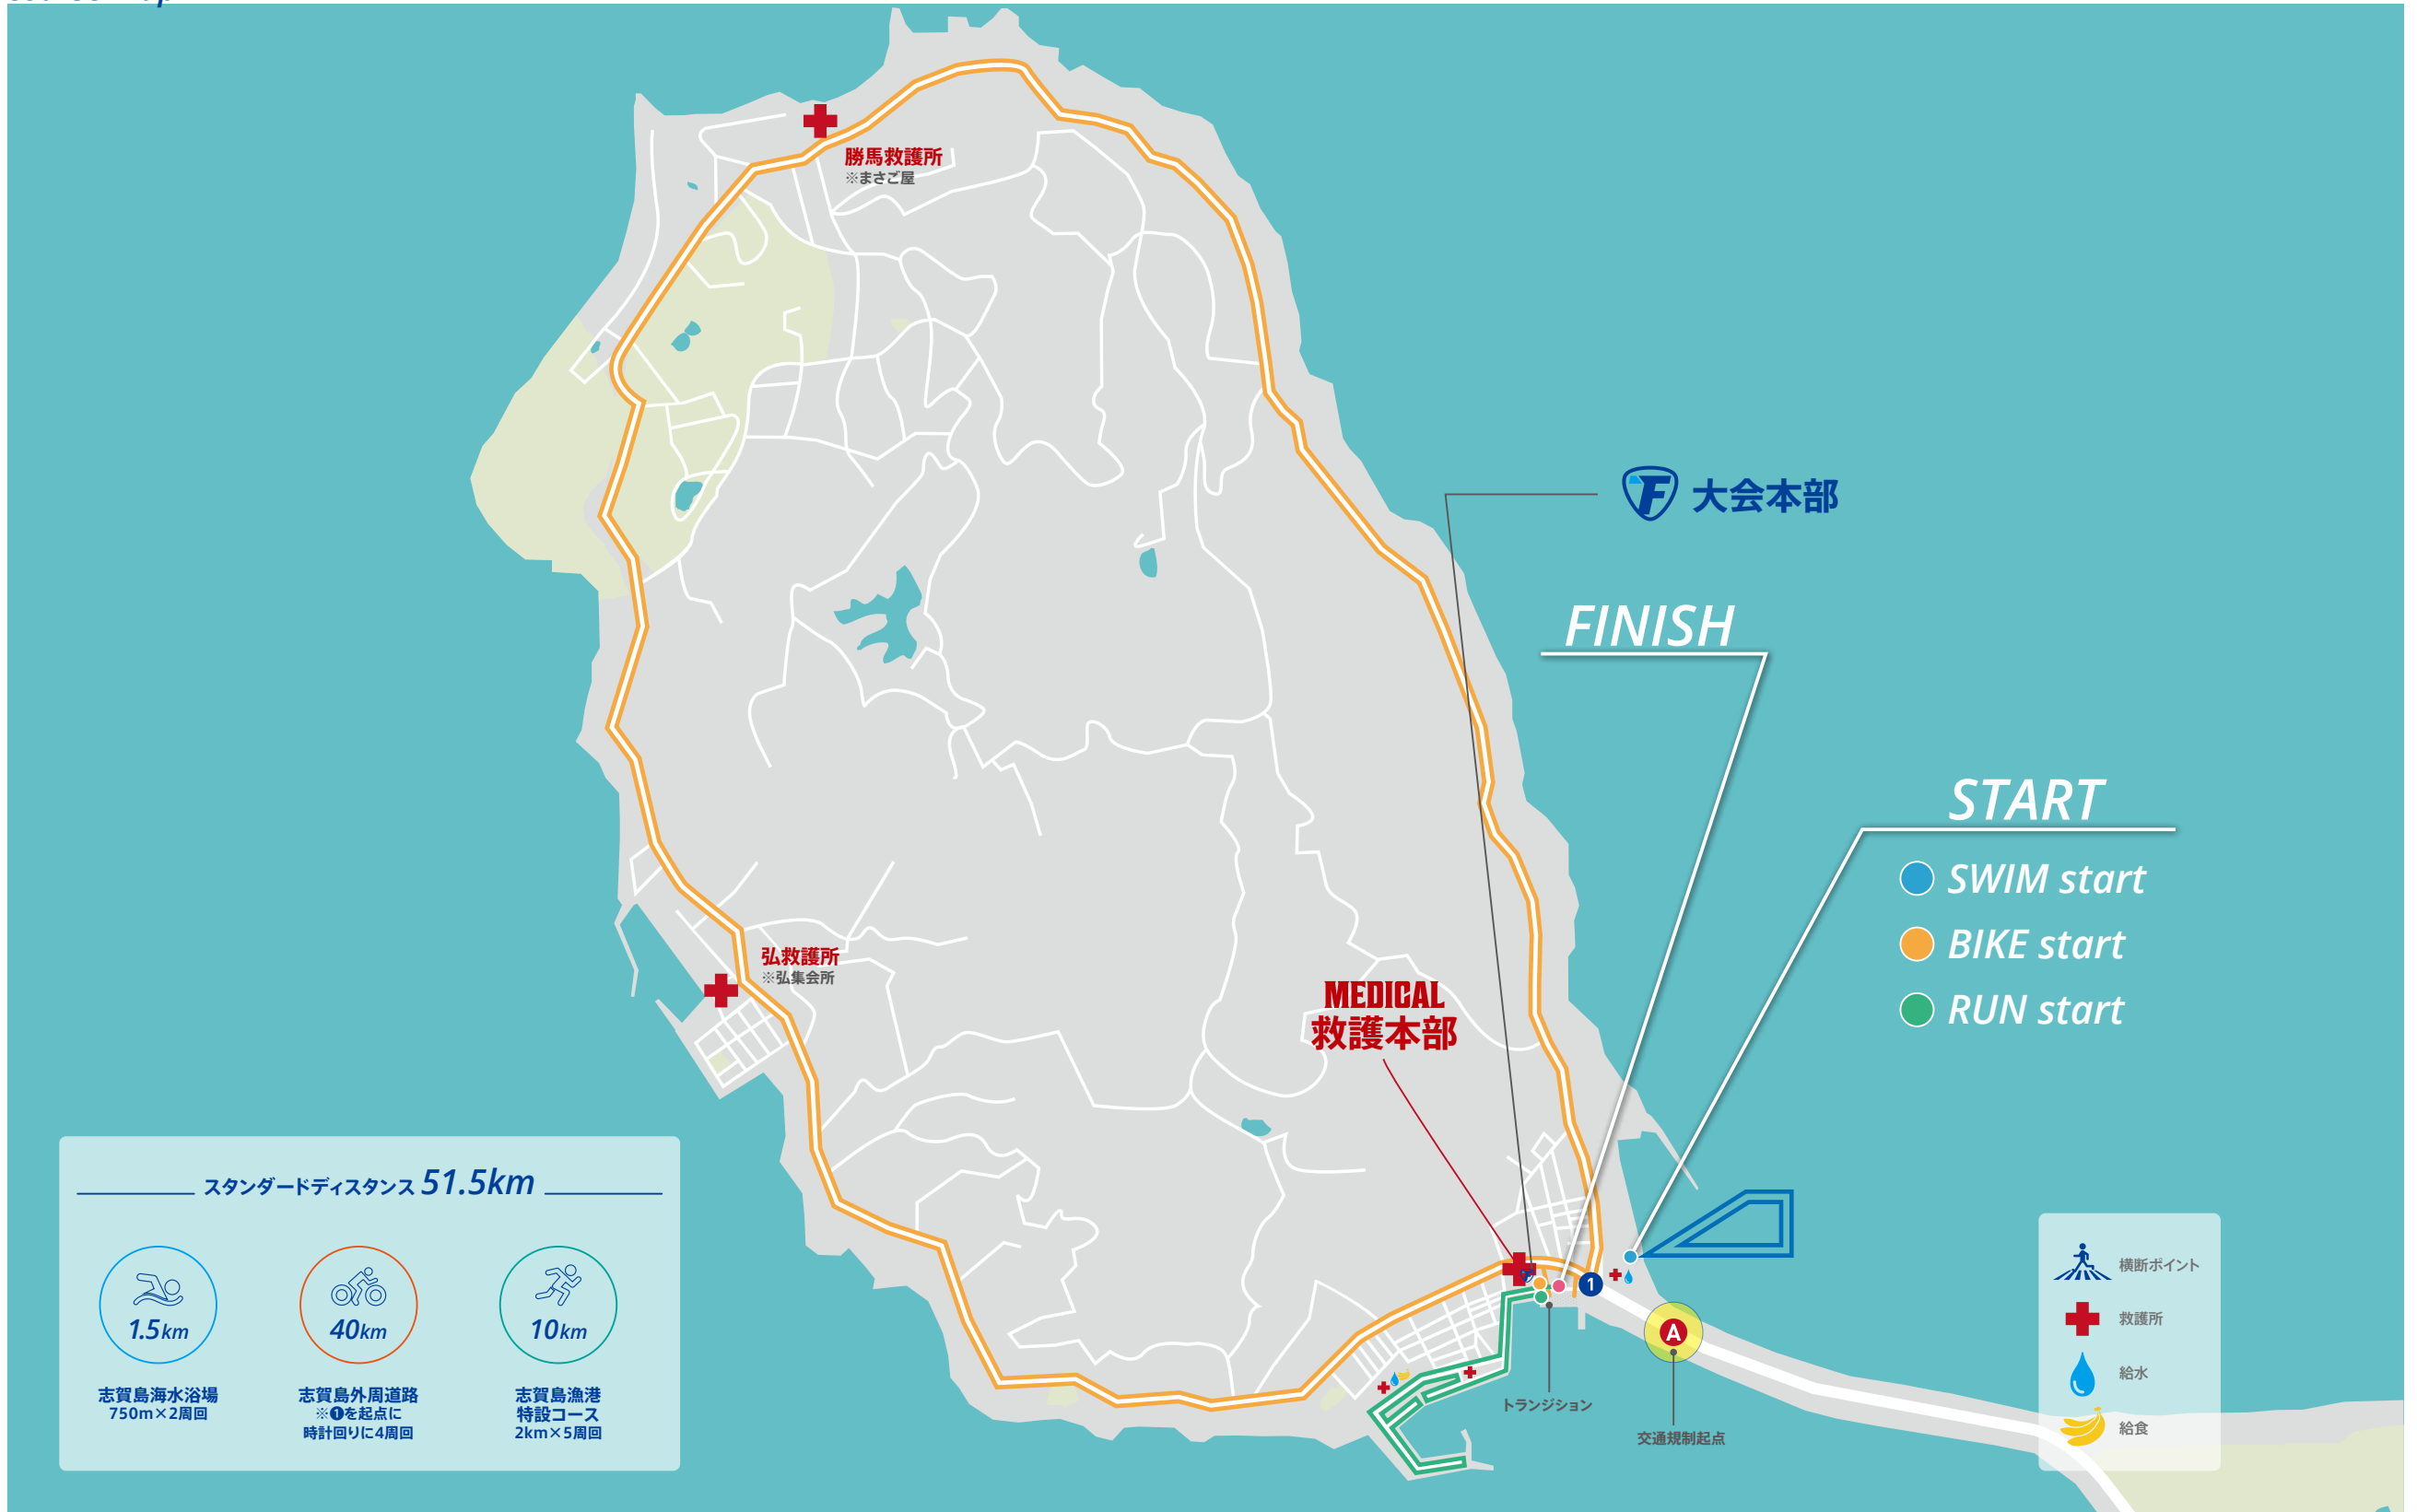 勝馬救護所
※まさご屋
大会本部
FINISH
START
SWIM start
BIKE start
RUN start
弘救護所
※弘集会所
MEDICAL
救護本部
1
A
トランジション
交通規制起点
スタンダードディスタンス 51.5km
1.5km
40km
10km
志賀島海水浴場
750m×2周回
志賀島外周道路
※❶を起点に
時計回りに4周回
志賀島漁港
特設コース
2km×5周回
横断ポイント
救護所
給水
給食